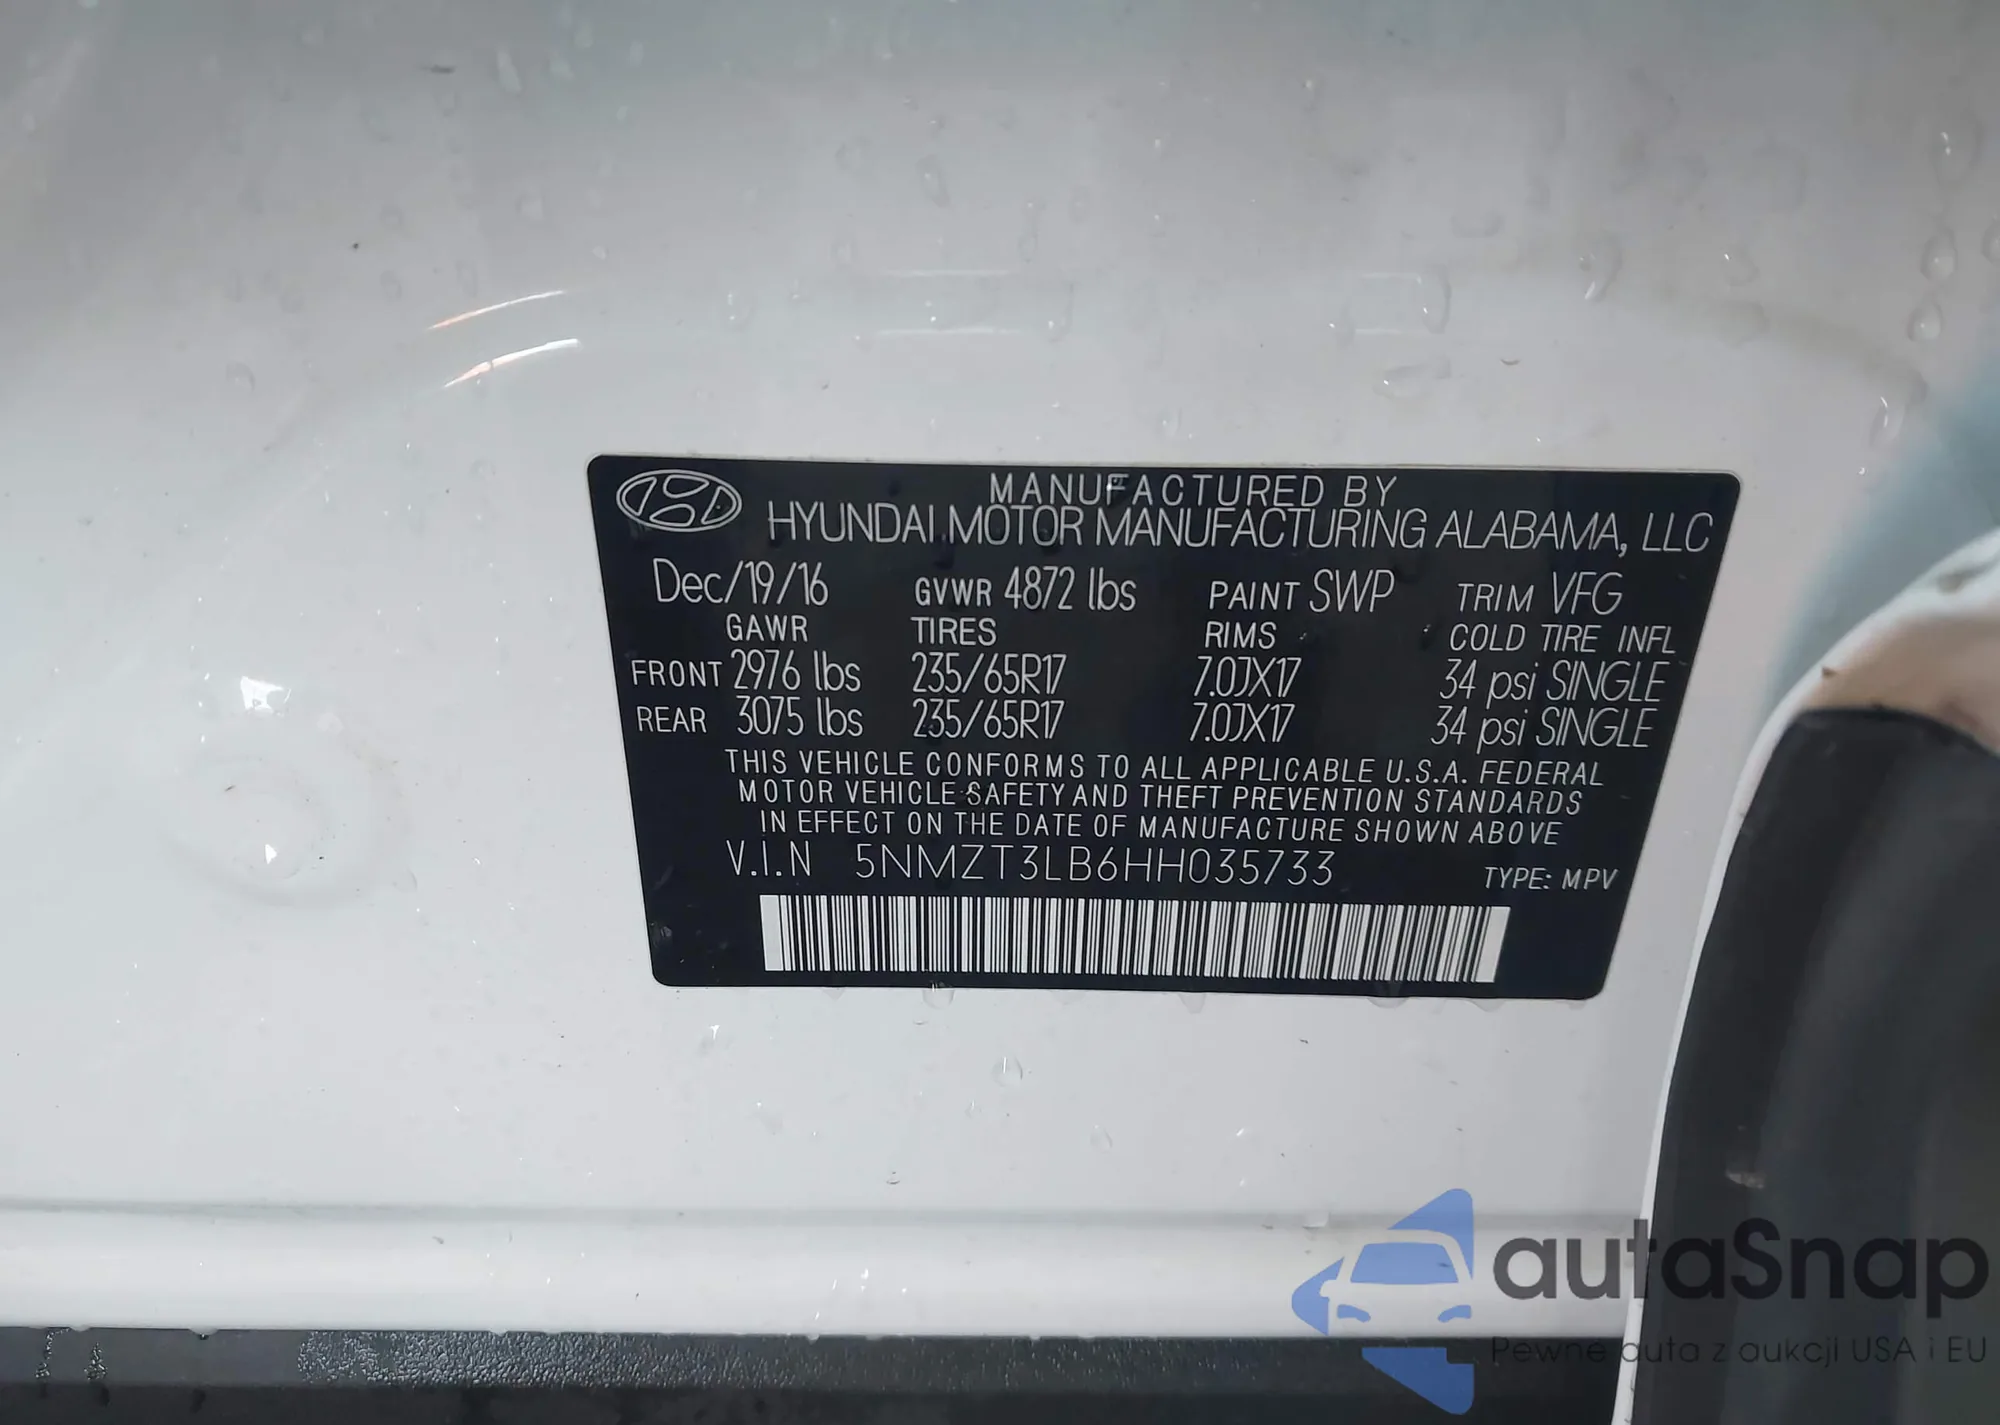 MANUFACTURED BY
HYUNDAI MOTOR MANUFACTURING ALABAMA, LLC
Dec/19/16 GVWR 4872 lbs PAINT SWP TRIM VFG
GAWR TIRES RIMS COLD TIRE INFL
FRONT 2976 lbs 235/65R17 7.0JX17 34 psi SINGLE
REAR 3075 lbs 235/65R17 7.0JX17 34 psi SINGLE
THIS VEHICLE CONFORMS TO ALL APPLICABLE U.S.A. FEDERAL
MOTOR VEHICLE SAFETY AND THEFT PREVENTION STANDARDS
IN EFFECT ON THE DATE OF MANUFACTURE SHOWN ABOVE
V.I.N 5NMZT3LB6HH035733 TYPE: MPV
autaSnap
Pewne auta z aukcji USA i EU